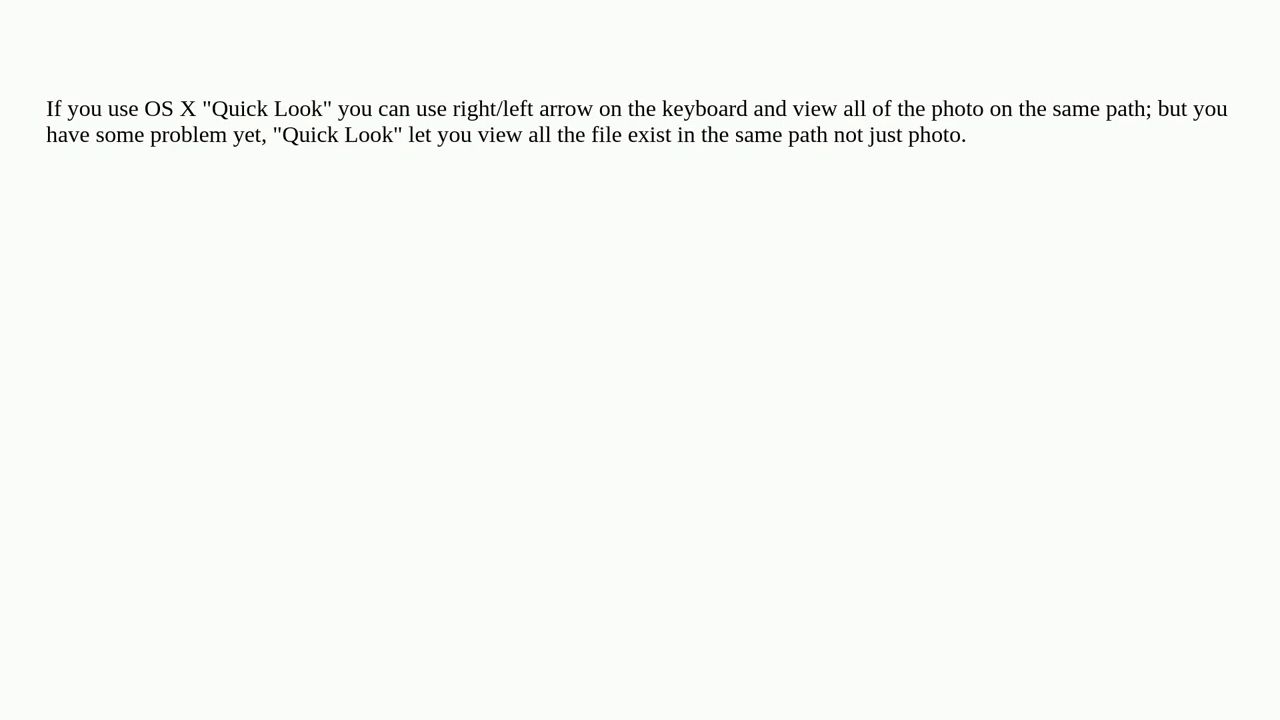 If you use OS X "Quick Look" you can use right/left arrow on the keyboard and view all of the photo on the same path; but you
have some problem yet, "Quick Look" let you view all the file exist in the same path not just photo.